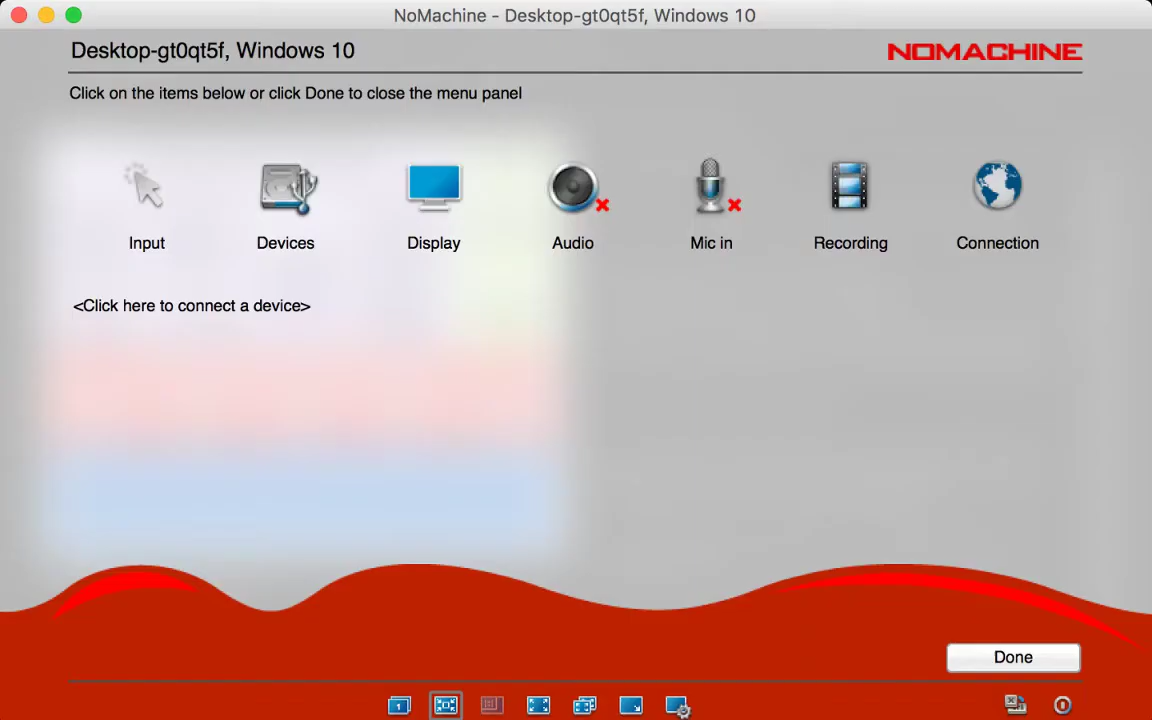 NoMachine - Desktop-gt0qt5f, Windows 10
Desktop-gt0qt5f, Windows 10
NOMACHINE
Click on the items below or click Done to close the menu panel
Input
Devices
Display
Audio
Mic in
Recording
Connection
<Click here to connect a device>
Done
1